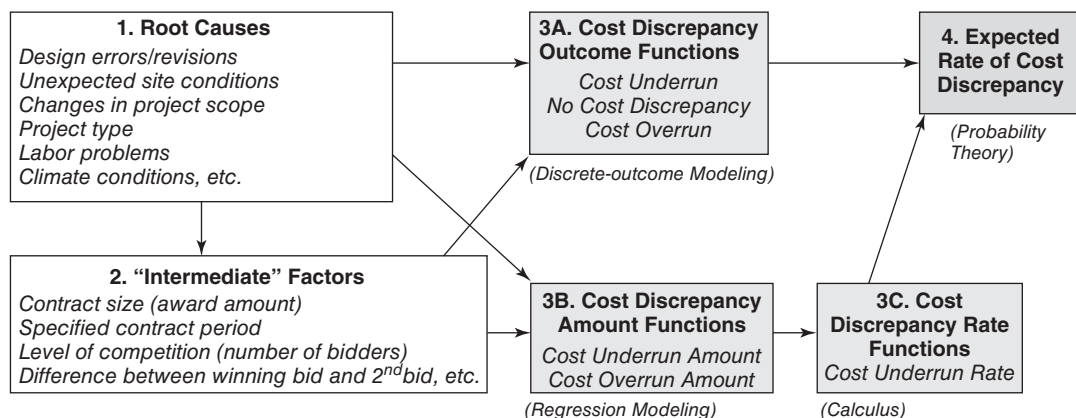 1. Root Causes
Design errors/revisions
Unexpected site conditions
Changes in project scope
Project type
Labor problems
Climate conditions, etc.
3A. Cost Discrepancy
Outcome Functions
Cost Underrun
No Cost Discrepancy
Cost Overrun
(Discrete-outcome Modeling)
4. Expected
Rate of Cost
Discrepancy
(Probability
Theory)
2. “Intermediate” Factors
Contract size (award amount)
Specified contract period
Level of competition (number of bidders)
Difference between winning bid and 2nd bid, etc.
3B. Cost Discrepancy
Amount Functions
Cost Underrun Amount
Cost Overrun Amount
(Regression Modeling)
3C. Cost
Discrepancy Rate
Functions
Cost Underrun Rate
(Calculus)